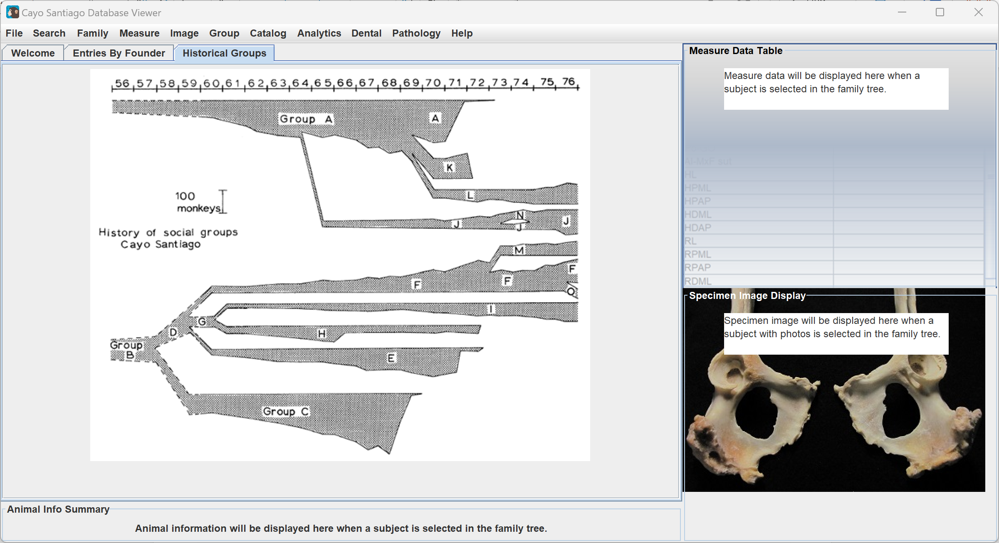 Cayo Santiago Database Viewer
File Search Family Measure Image Group Catalog Analytics Dental Pathology Help
Welcome Entries By Founder Historical Groups
56 57 58 59 60 61 62 63 64 65 66 67 68 69 70 71 72 73 74 75 76
Group A
A
K
100
monkeys
L
N
J
J
J
History of social groups
Cayo Santiago
M
F
F
F
O
I
G
D
H
Group
B
E
Group C
Measure Data Table
Measure data will be displayed here when a
subject is selected in the family tree.
HL
HPML
HPAP
HDML
HDAP
RL
RPML
RPAP
RDML
Specimen Image Display
Specimen image will be displayed here when a
subject with photos is selected in the family tree.
Animal Info Summary
Animal information will be displayed here when a subject is selected in the family tree.